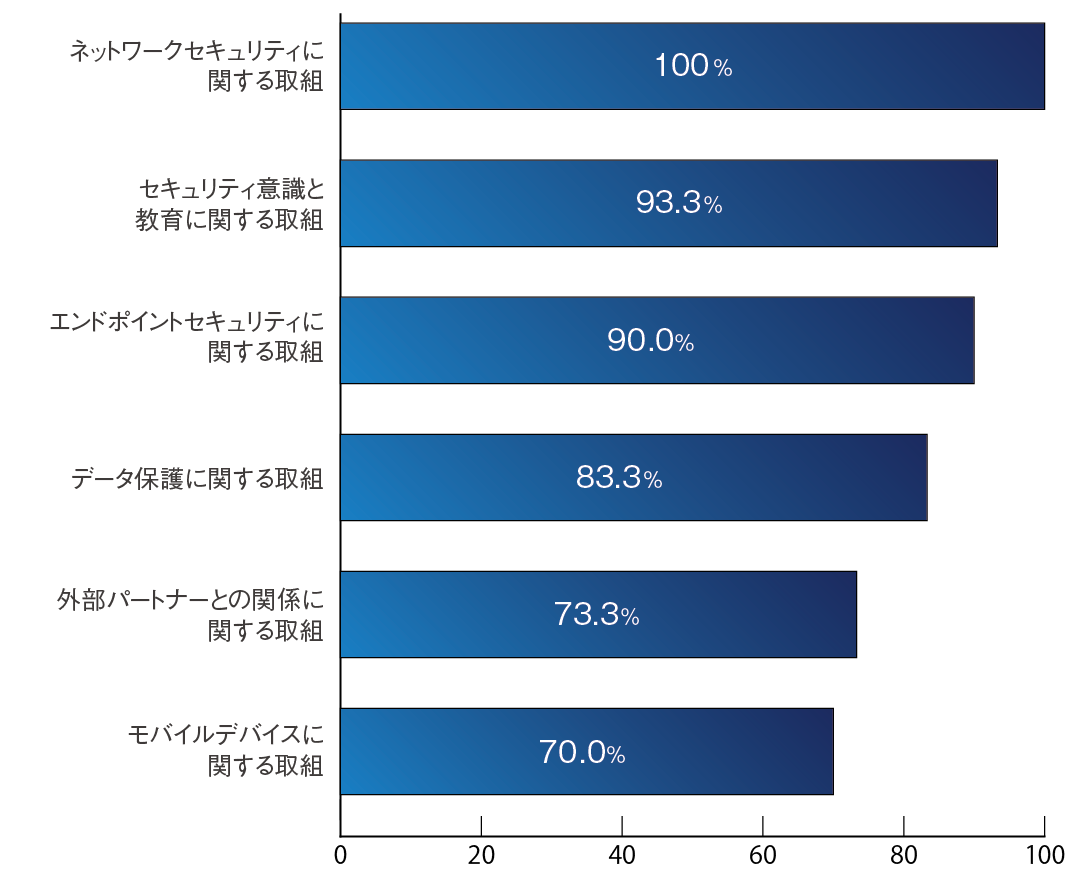 ネットワークセキュリティに
関する取組
100%
セキュリティ意識と
教育に関する取組
93.3%
エンドポイントセキュリティに
関する取組
90.0%
データ保護に関する取組
83.3%
外部パートナーとの関係に
関する取組
73.3%
モバイルデバイスに
関する取組
70.0%
0 20 40 60 80 100